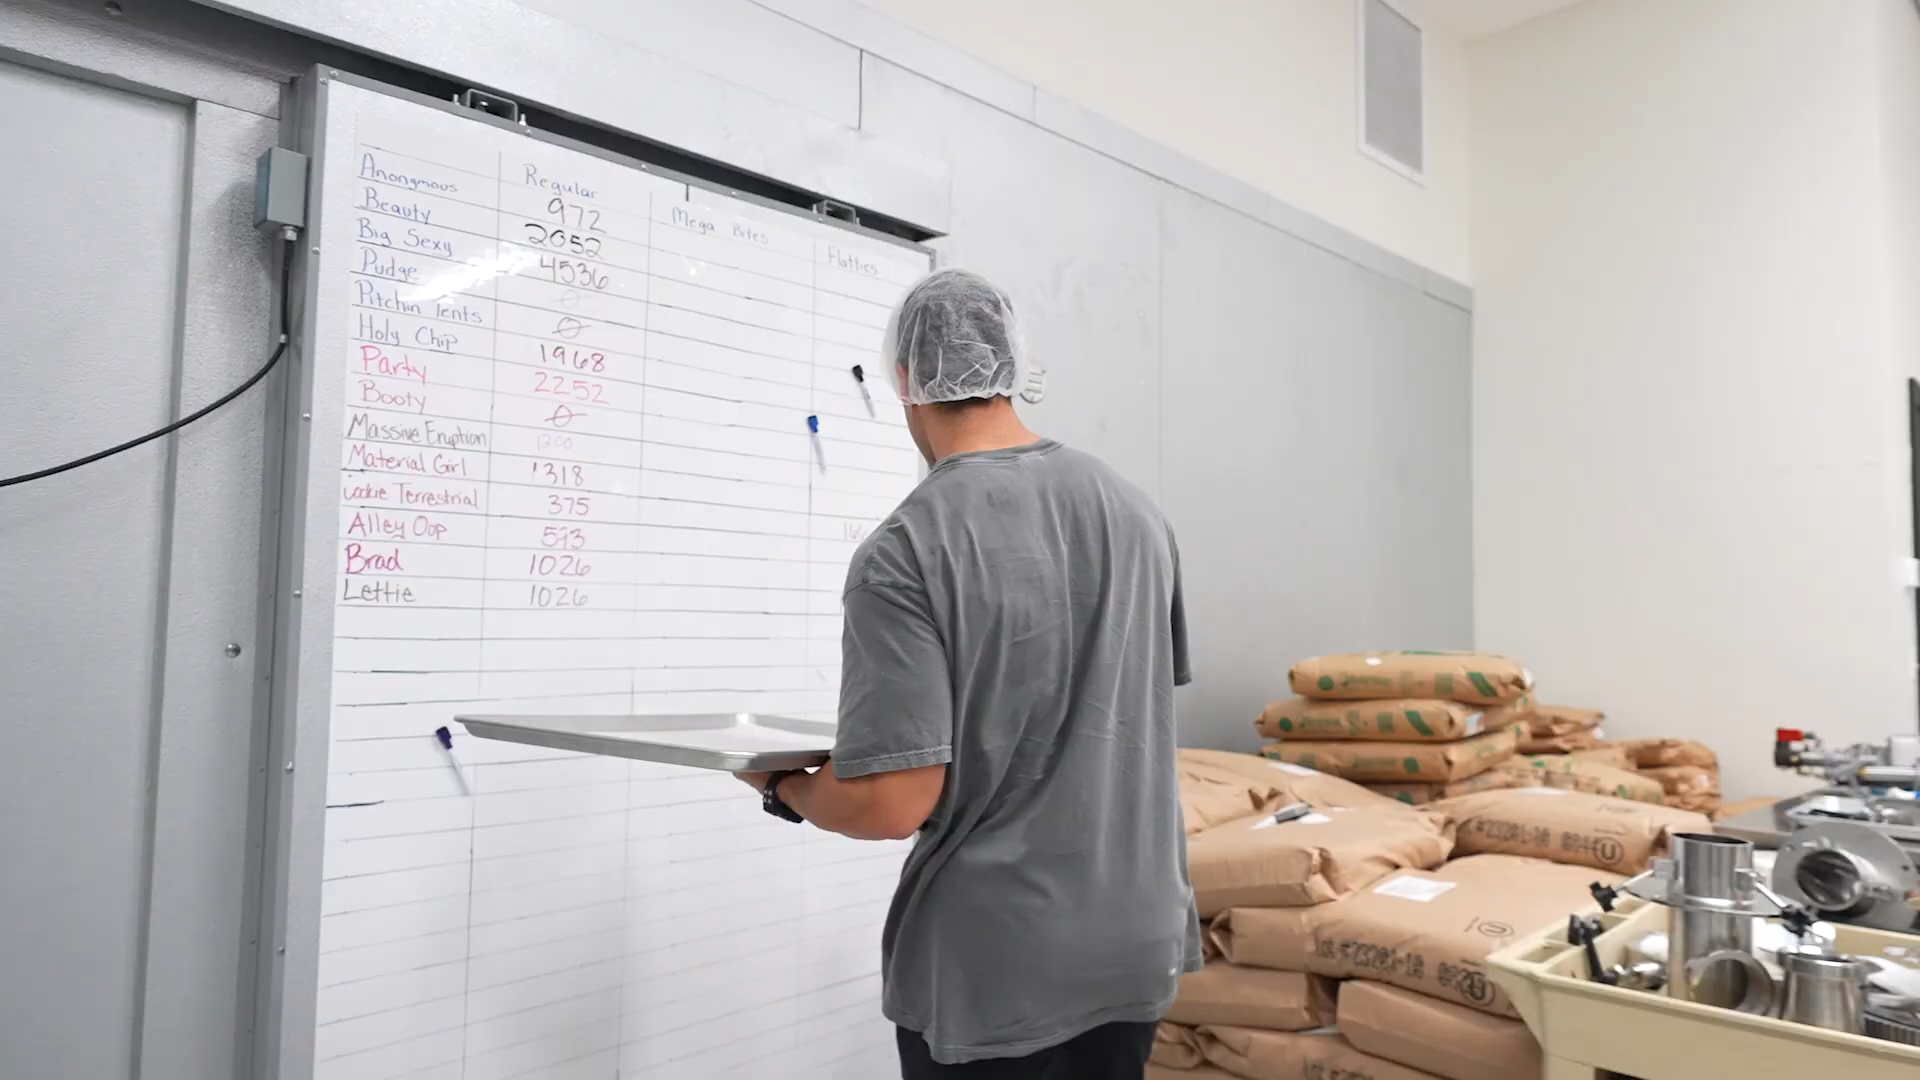 Regular Mega Bites Flatties
Anonymous 972
Beauty 2052
Big Sexy 4536
Pudge 0
Pitchin Tents 0
Holy Chip 1968
Party 2252
Booty 0
Massive Eruption 1200
Material Girl 1318
Cookie Terrestrial 375
Alley Oop 593
Brad 1026
Lettie 1026